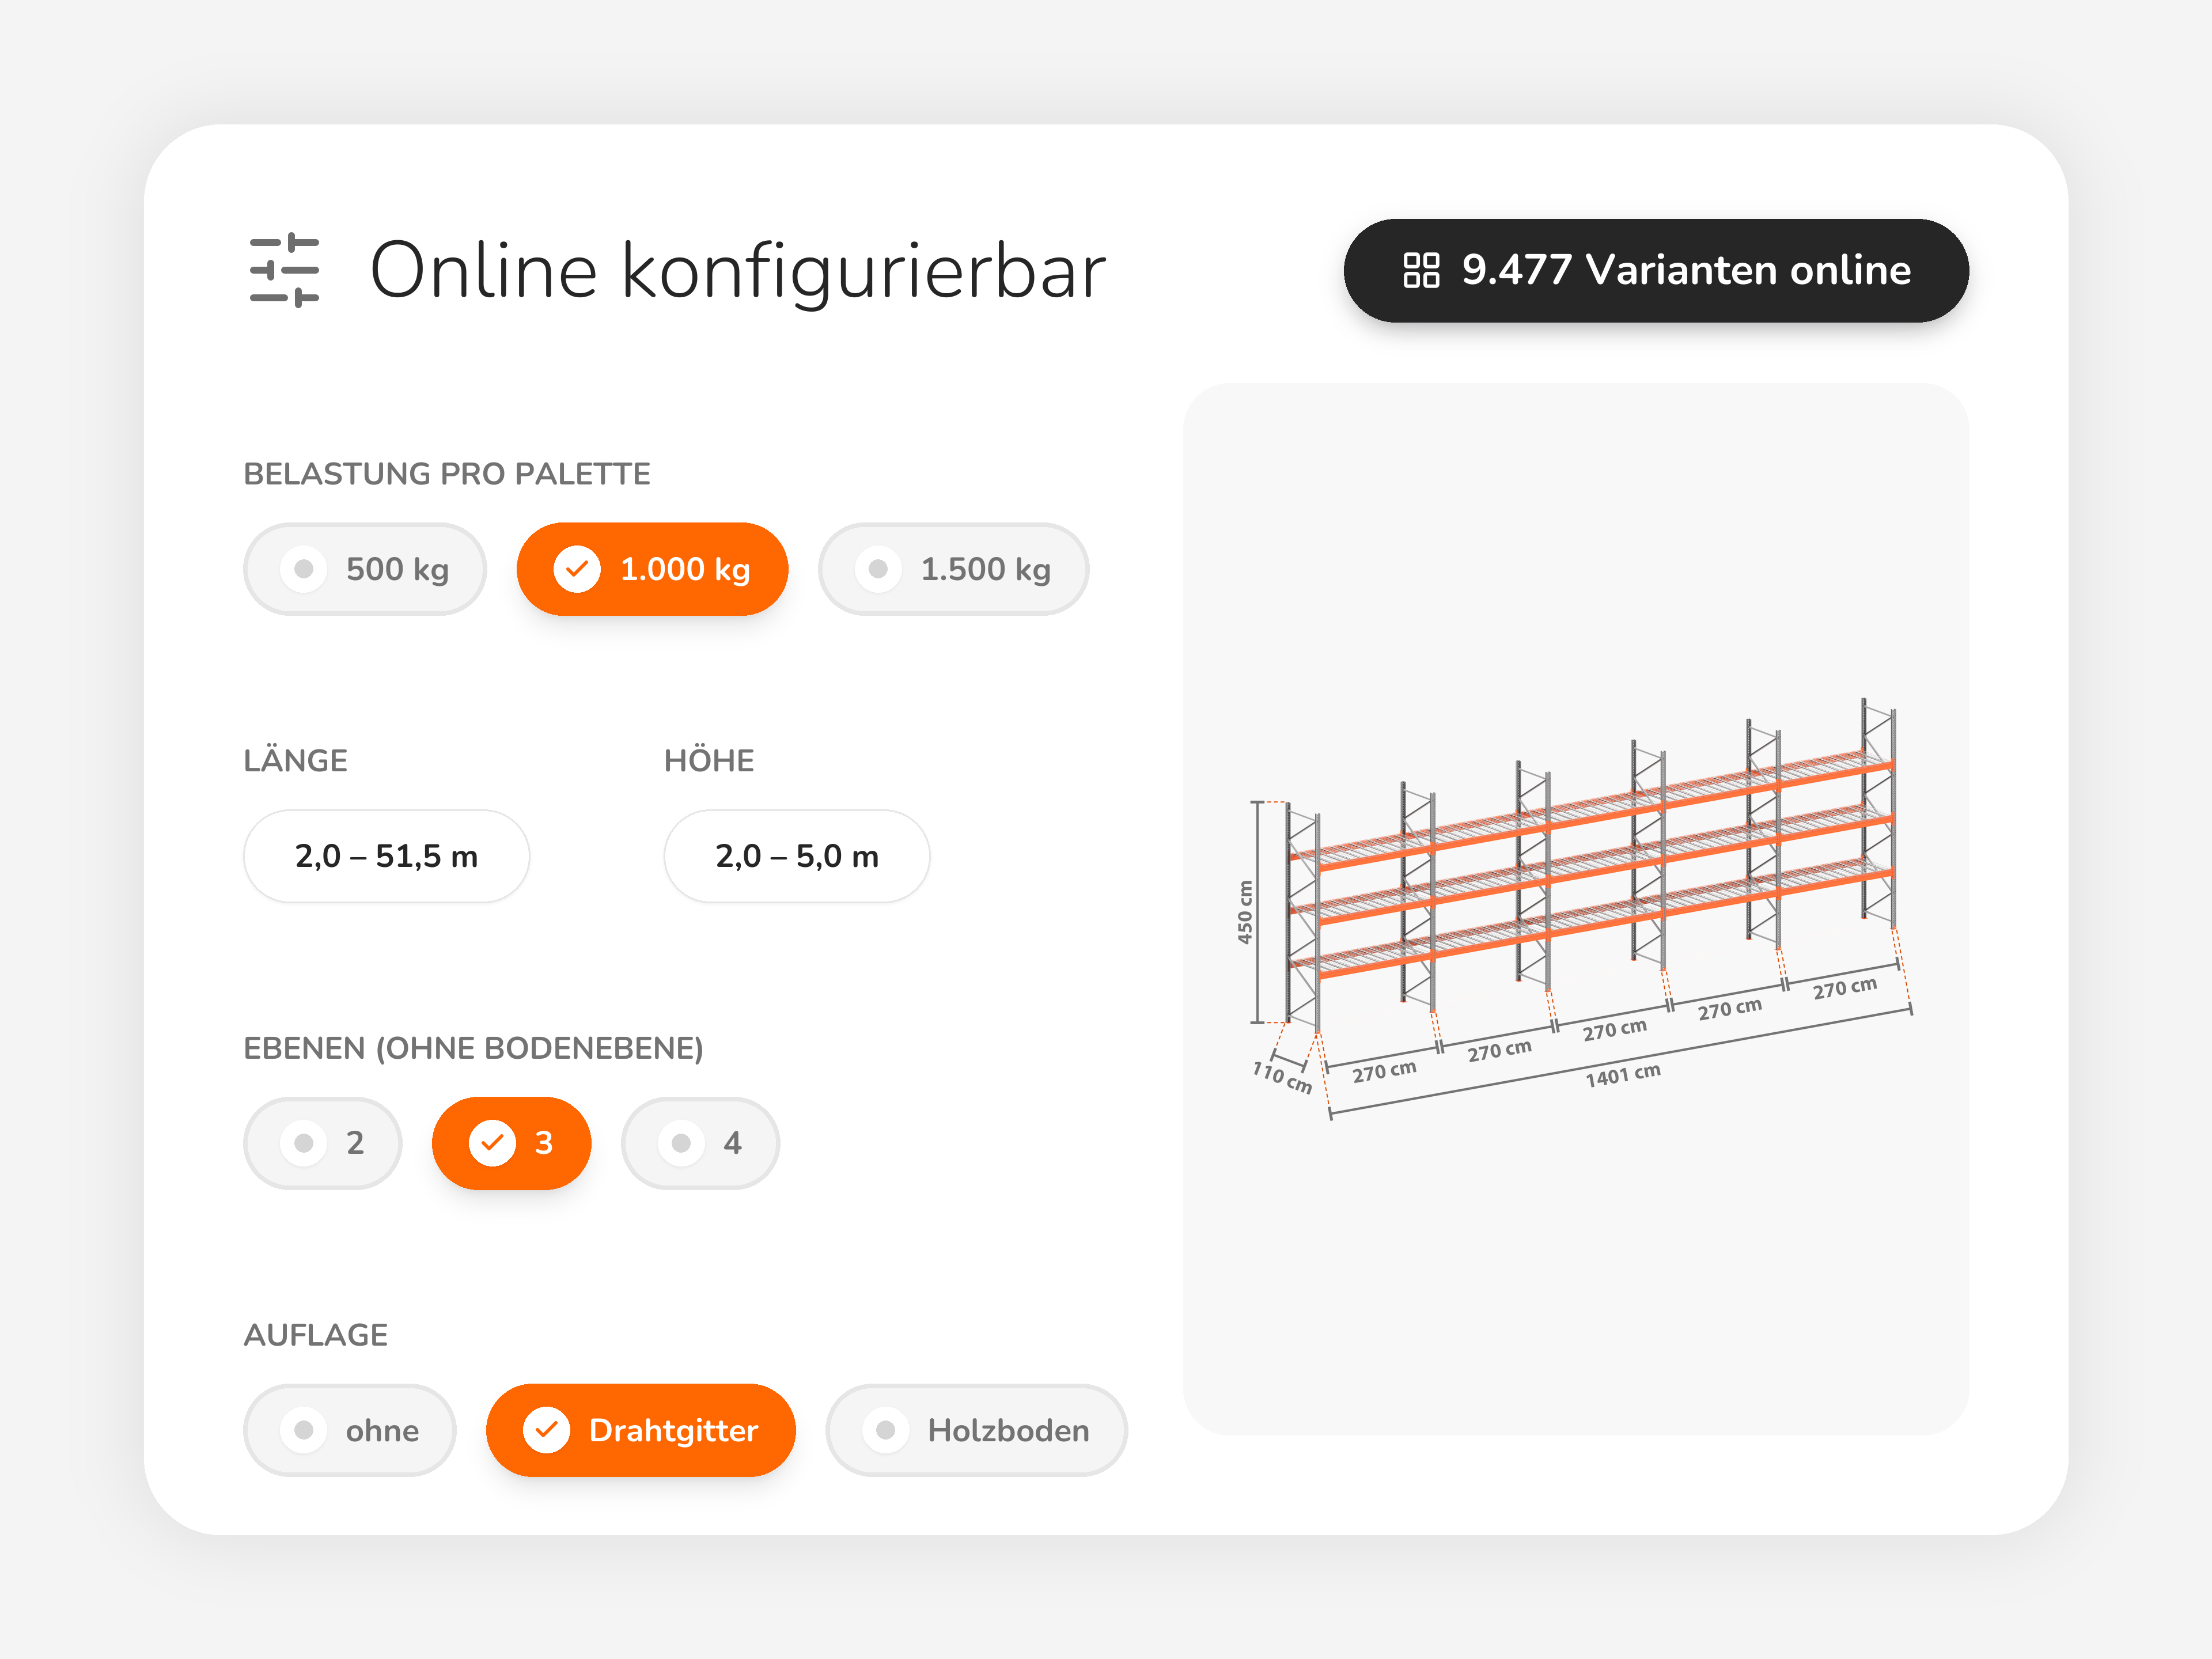 Online konfigurierbar
9.477 Varianten online
BELASTUNG PRO PALETTE
500 kg
1.000 kg
1.500 kg
LÄNGE
HÖHE
2,0 – 51,5 m
2,0 – 5,0 m
EBENEN (OHNE BODENEBENE)
2
3
4
AUFLAGE
ohne
Drahtgitter
Holzboden
450 cm
110 cm
270 cm
270 cm
270 cm
270 cm
270 cm
1401 cm